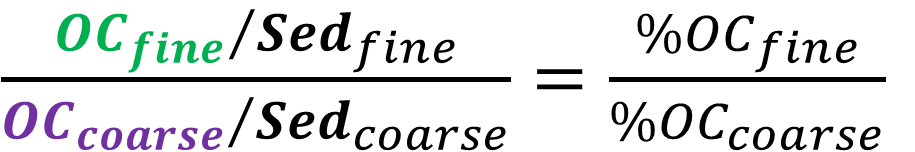 OC_fine/Sed_fine = %OC_fine
OC_coarse/Sed_coarse %OC_coarse